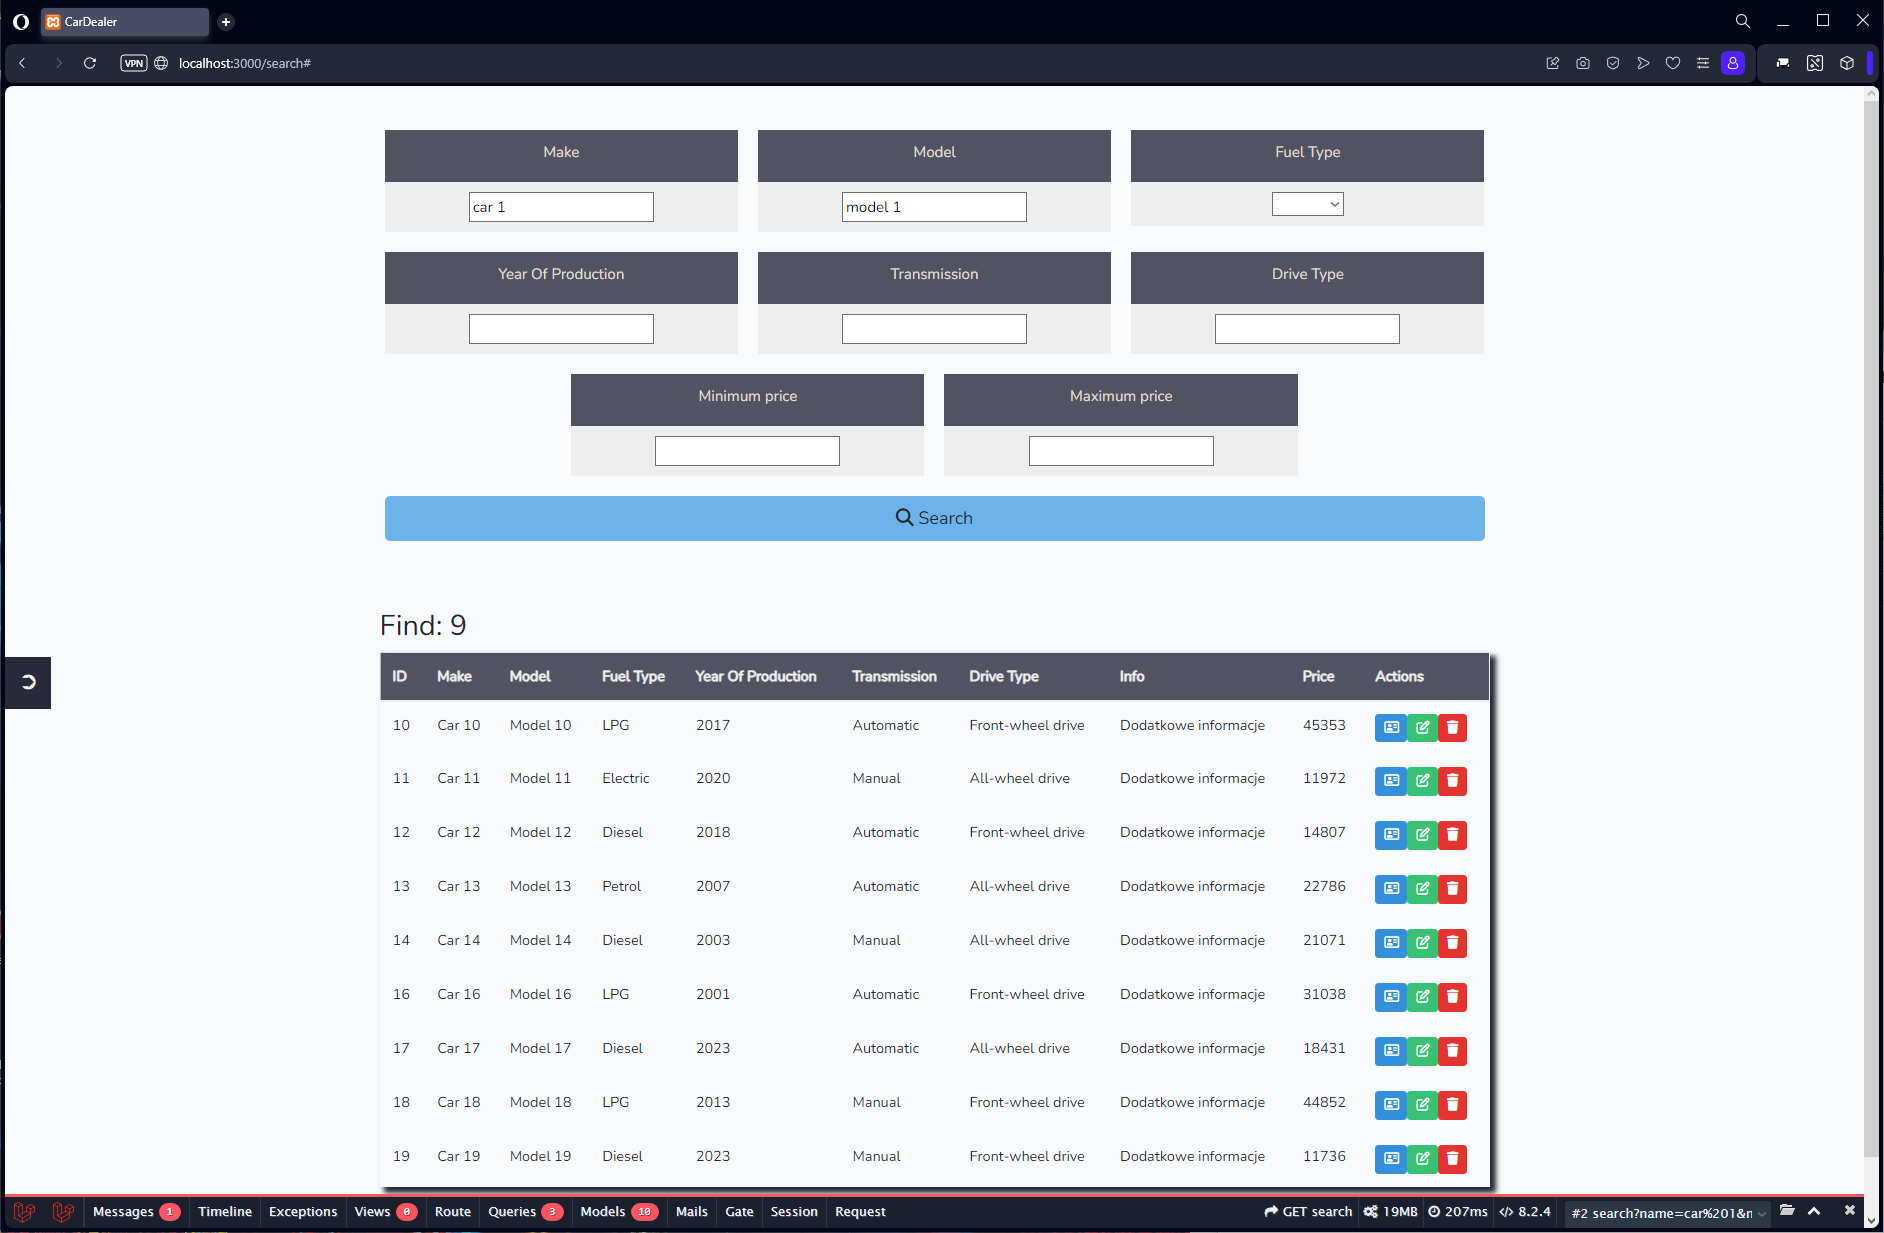 CarDealer
VPN localhost:3000/search#
Make Model Fuel Type
car 1 model 1
Year Of Production Transmission Drive Type
Minimum price Maximum price
Search
Find: 9
ID Make Model Fuel Type Year Of Production Transmission Drive Type Info Price Actions
10 Car 10 Model 10 LPG 2017 Automatic Front-wheel drive Dodatkowe informacje 45353
11 Car 11 Model 11 Electric 2020 Manual All-wheel drive Dodatkowe informacje 11972
12 Car 12 Model 12 Diesel 2018 Automatic Front-wheel drive Dodatkowe informacje 14807
13 Car 13 Model 13 Petrol 2007 Automatic All-wheel drive Dodatkowe informacje 22786
14 Car 14 Model 14 Diesel 2003 Manual All-wheel drive Dodatkowe informacje 21071
16 Car 16 Model 16 LPG 2001 Automatic Front-wheel drive Dodatkowe informacje 31038
17 Car 17 Model 17 Diesel 2023 Automatic All-wheel drive Dodatkowe informacje 18431
18 Car 18 Model 18 LPG 2013 Manual Front-wheel drive Dodatkowe informacje 44852
19 Car 19 Model 19 Diesel 2023 Manual Front-wheel drive Dodatkowe informacje 11736
Messages 1 Timeline Exceptions Views 0 Route Queries 3 Models 10 Mails Gate Session Request GET search 19MB 207ms </> 8.2.4 #2 search?name=car%201&n